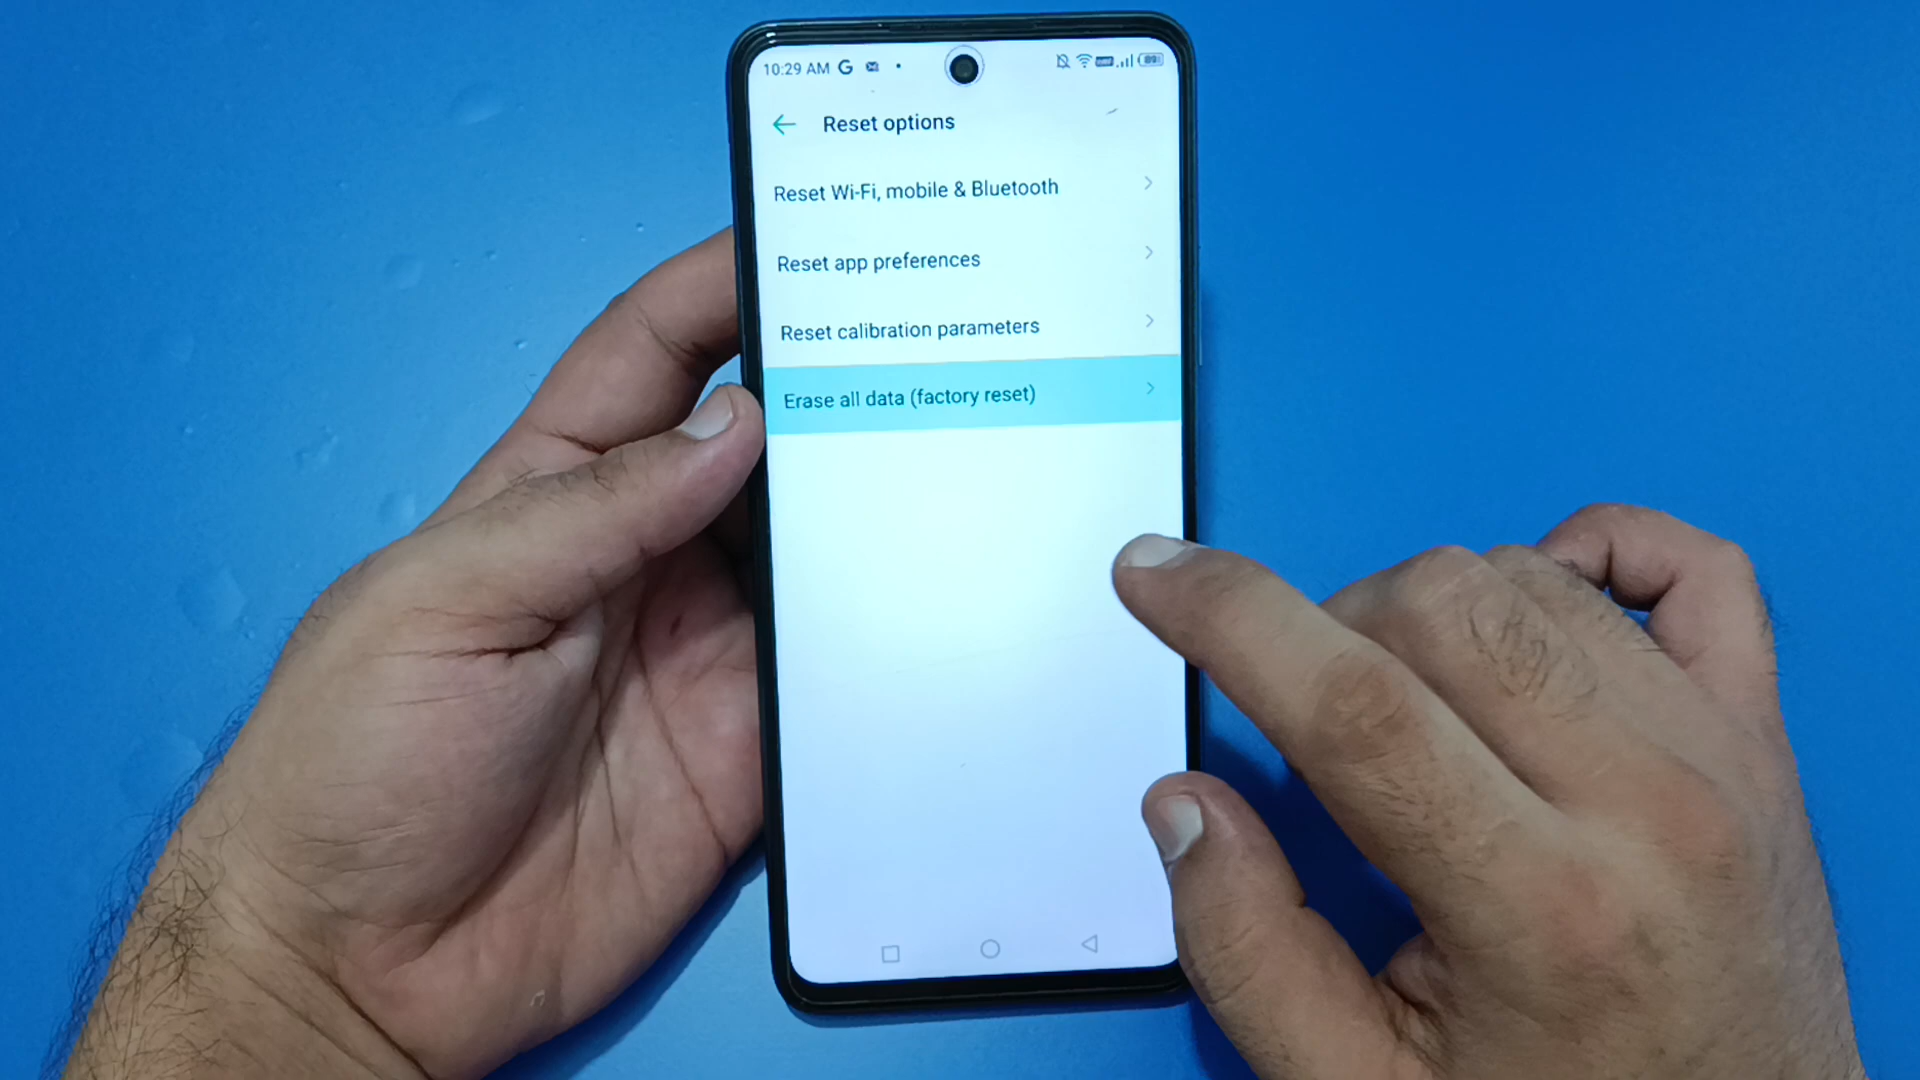 10:29 AM G
89
Reset options
Reset Wi-Fi, mobile & Bluetooth
Reset app preferences
Reset calibration parameters
Erase all data (factory reset)